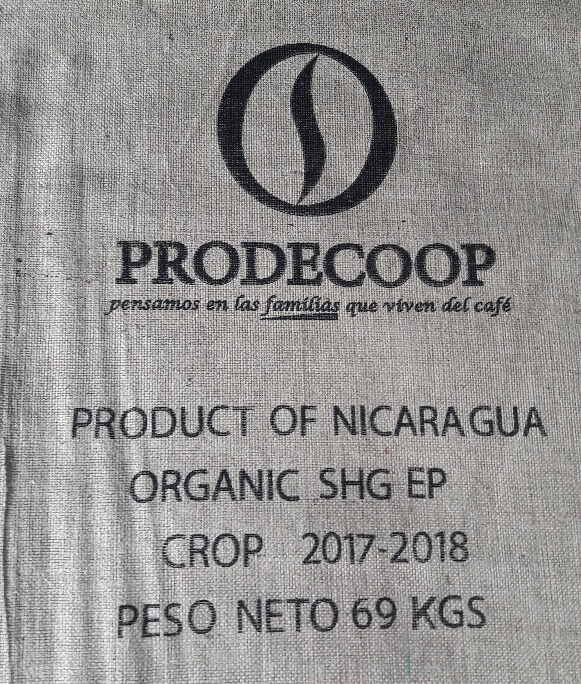 PRODECOOP
pensamos en las familias que viven del café
PRODUCT OF NICARAGUA
ORGANIC SHG EP
CROP 2017-2018
PESO NETO 69 KGS